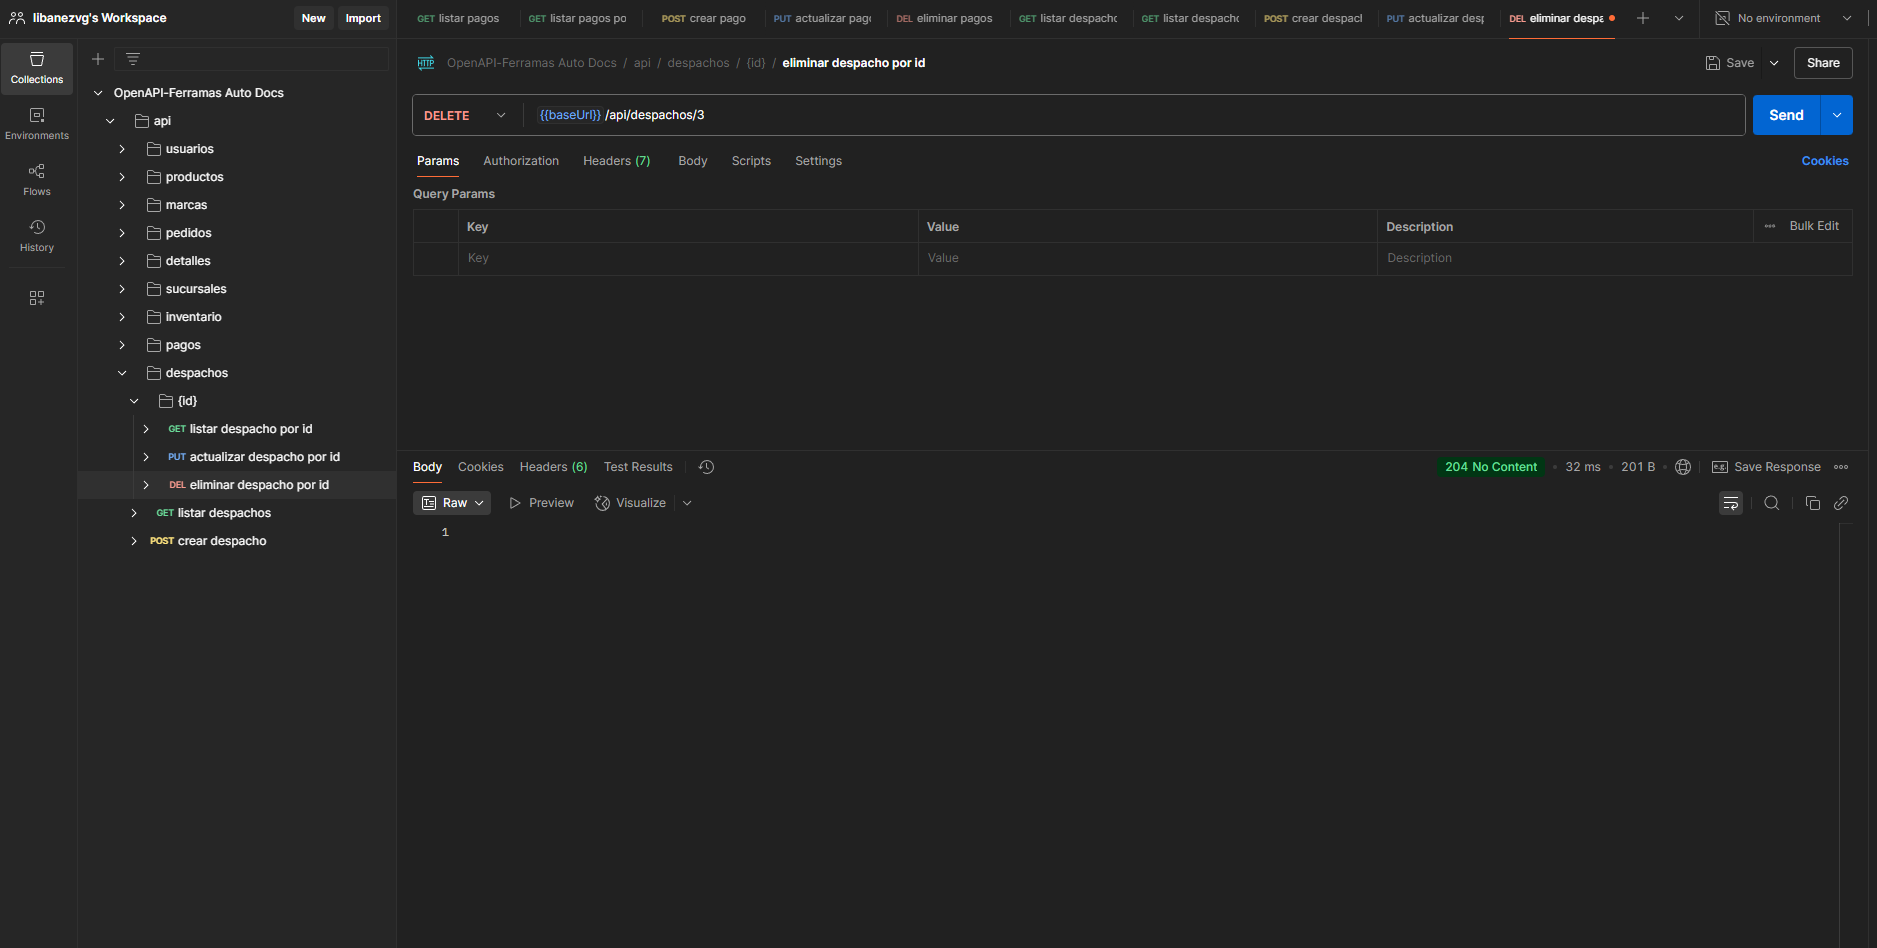 libanezvg's Workspace
New
Import
GET listar pagos
GET listar pagos po
POST crear pago
PUT actualizar pag
DEL eliminar pagos
GET listar despach
GET listar despach
POST crear despac
PUT actualizar des
DEL eliminar despa
No environment
Collections
Environments
Flows
History
OpenAPI-Ferramas Auto Docs
api
usuarios
productos
marcas
pedidos
detalles
sucursales
inventario
pagos
despachos
{id}
GET listar despacho por id
PUT actualizar despacho por id
DEL eliminar despacho por id
GET listar despachos
POST crear despacho
HTTP OpenAPI-Ferramas Auto Docs / api / despachos / {id} / eliminar despacho por id
Save
Share
DELETE
{{baseUrl}} /api/despachos/3
Send
Params Authorization Headers (7) Body Scripts Settings
Cookies
Query Params
Key Value Description Bulk Edit
Key Value Description
Body Cookies Headers (6) Test Results
204 No Content • 32 ms • 201 B
e.g. Save Response
Raw Preview Visualize
1